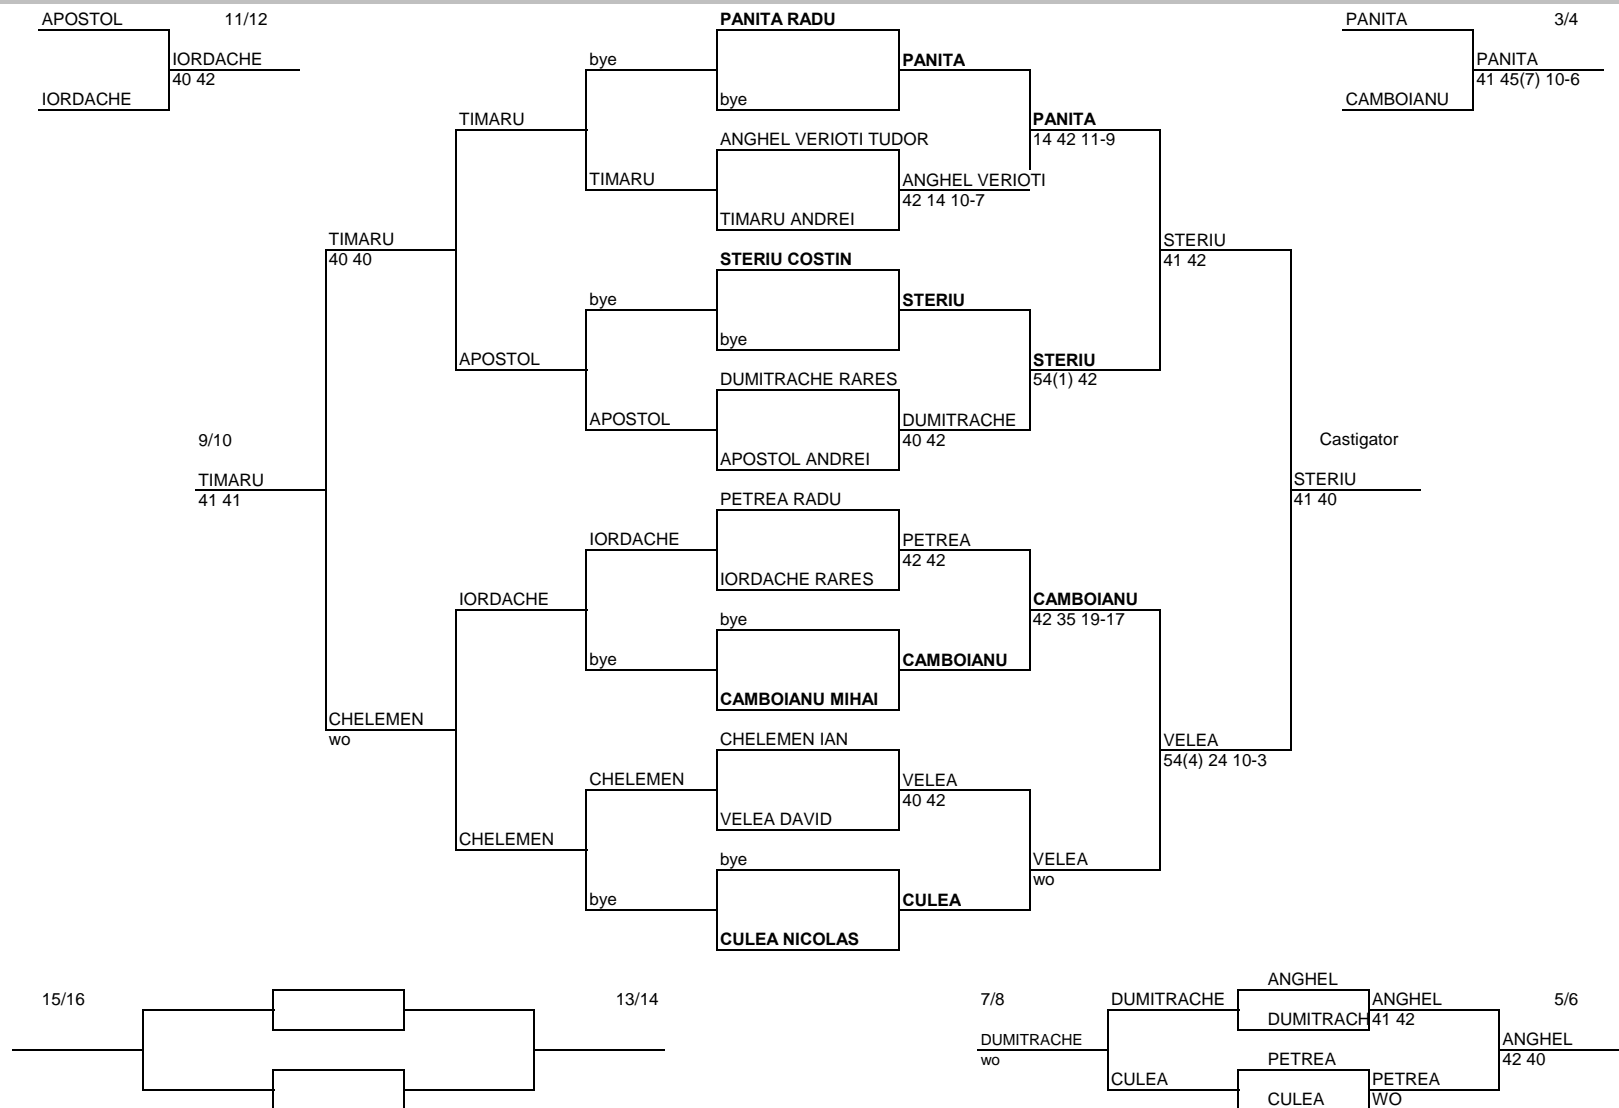 APOSTOL 11/12 PANITA RADU PANITA 3/4
bye IORDACHE PANITA PANITA
40 42 41 45(7) 10-6
IORDACHE bye CAMBOIANU
TIMARU PANITA
ANGHEL VERIOTI TUDOR 14 42 11-9
TIMARU ANGHEL VERIOTI
42 14 10-7
TIMARU ANDREI
TIMARU STERIU
40 40 STERIU COSTIN 41 42
bye STERIU
bye
APOSTOL STERIU
DUMITRACHE RARES 54(1) 42
APOSTOL DUMITRACHE
9/10 40 42 Castigator
APOSTOL ANDREI
TIMARU STERIU
41 41 PETREA RADU 41 40
IORDACHE PETREA
42 42
IORDACHE RARES
IORDACHE CAMBOIANU
bye 42 35 19-17
bye CAMBOIANU
CAMBOIANU MIHAI
CHELEMEN
wo CHELEMEN IAN VELEA
54(4) 24 10-3
CHELEMEN VELEA
40 42
VELEA DAVID
CHELEMEN
bye VELEA
wo
bye CULEA
CULEA NICOLAS
ANGHEL
15/16 13/14 7/8 DUMITRACHE ANGHEL 5/6
DUMITRACH 41 42
DUMITRACHE ANGHEL
wo PETREA 42 40
CULEA PETREA
CULEA WO